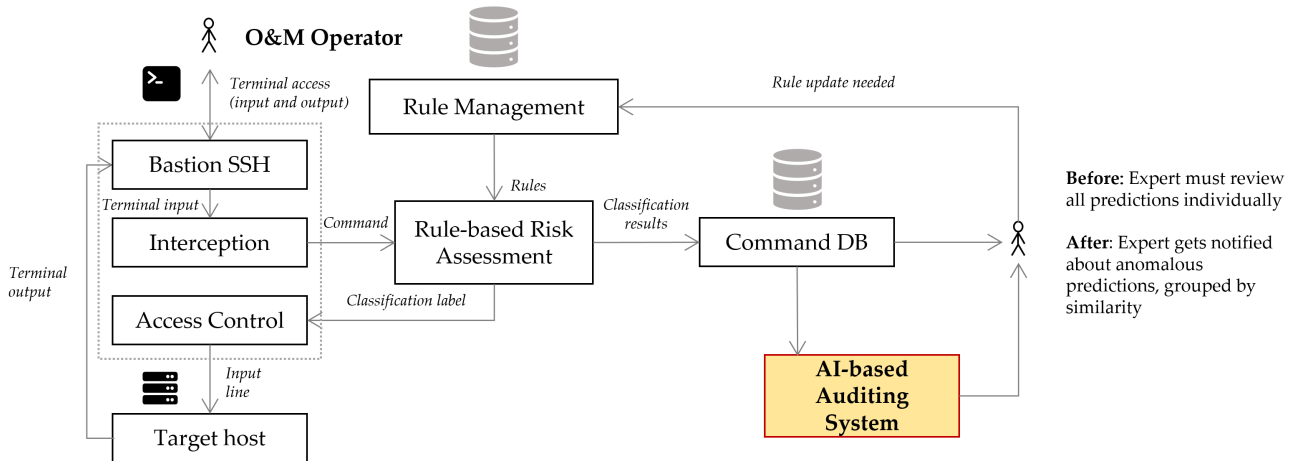 O&M Operator
Terminal access
(input and output)
Rule Management
Rule update needed
Bastion SSH
Rules
Terminal input
Interception
Command
Rule-based Risk
Assessment
Classification
results
Command DB
Before: Expert must review
all predictions individually
After: Expert gets notified
about anomalous
predictions, grouped by
similarity
Terminal
output
Classification label
Access Control
Input
line
AI-based
Auditing
System
Target host